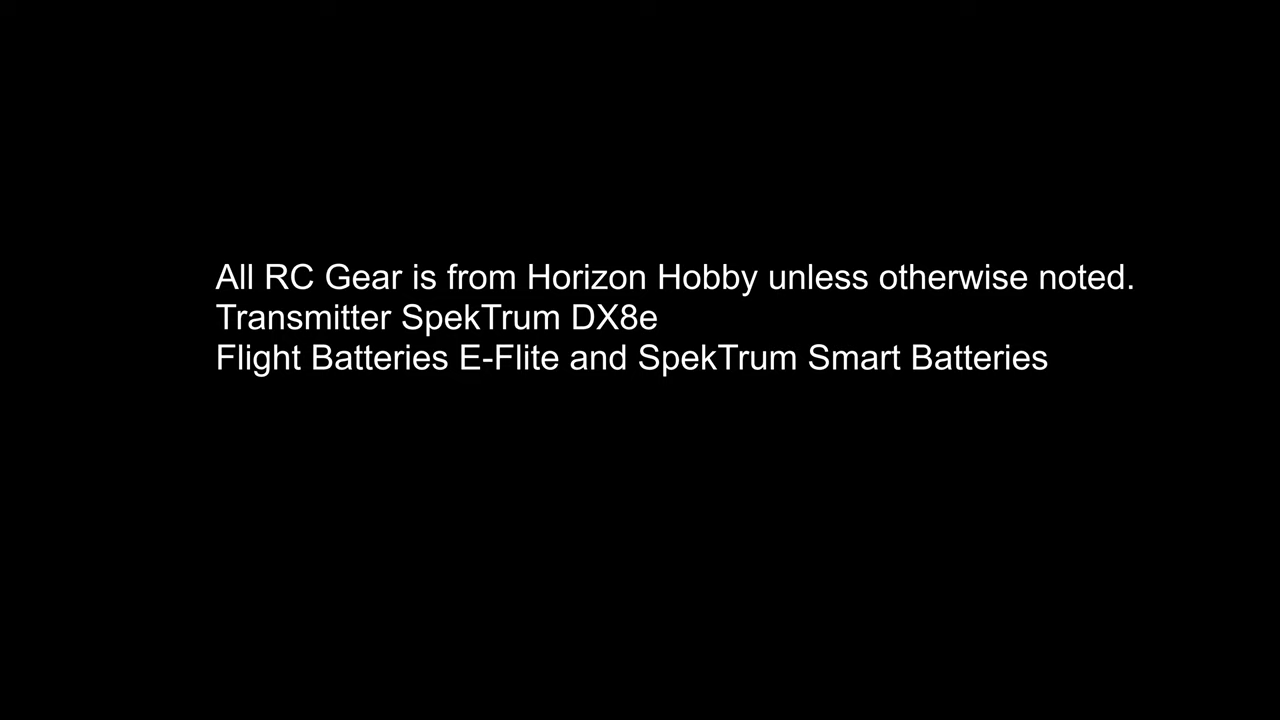 All RC Gear is from Horizon Hobby unless otherwise noted.
Transmitter SpekTrum DX8e
Flight Batteries E-Flite and SpekTrum Smart Batteries